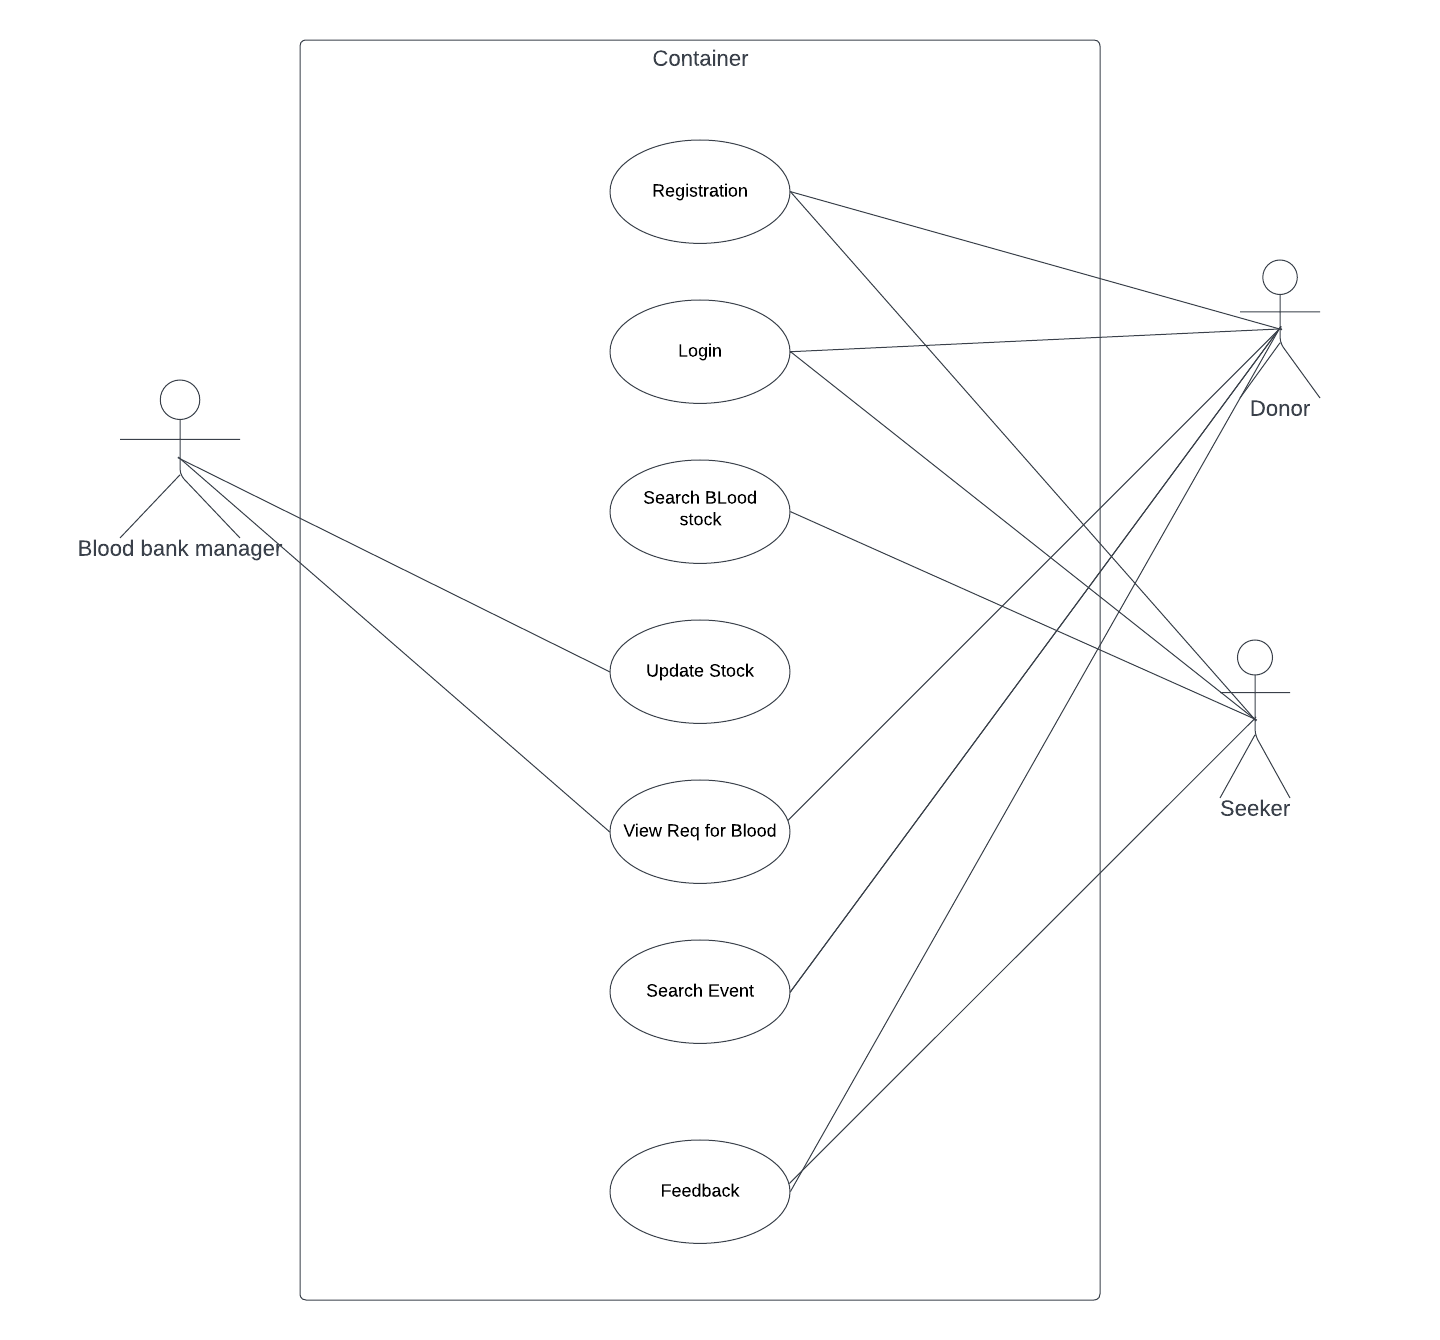 Container
Registration
Login
Donor
Search BLood
stock
Blood bank manager
Update Stock
Seeker
View Req for Blood
Search Event
Feedback